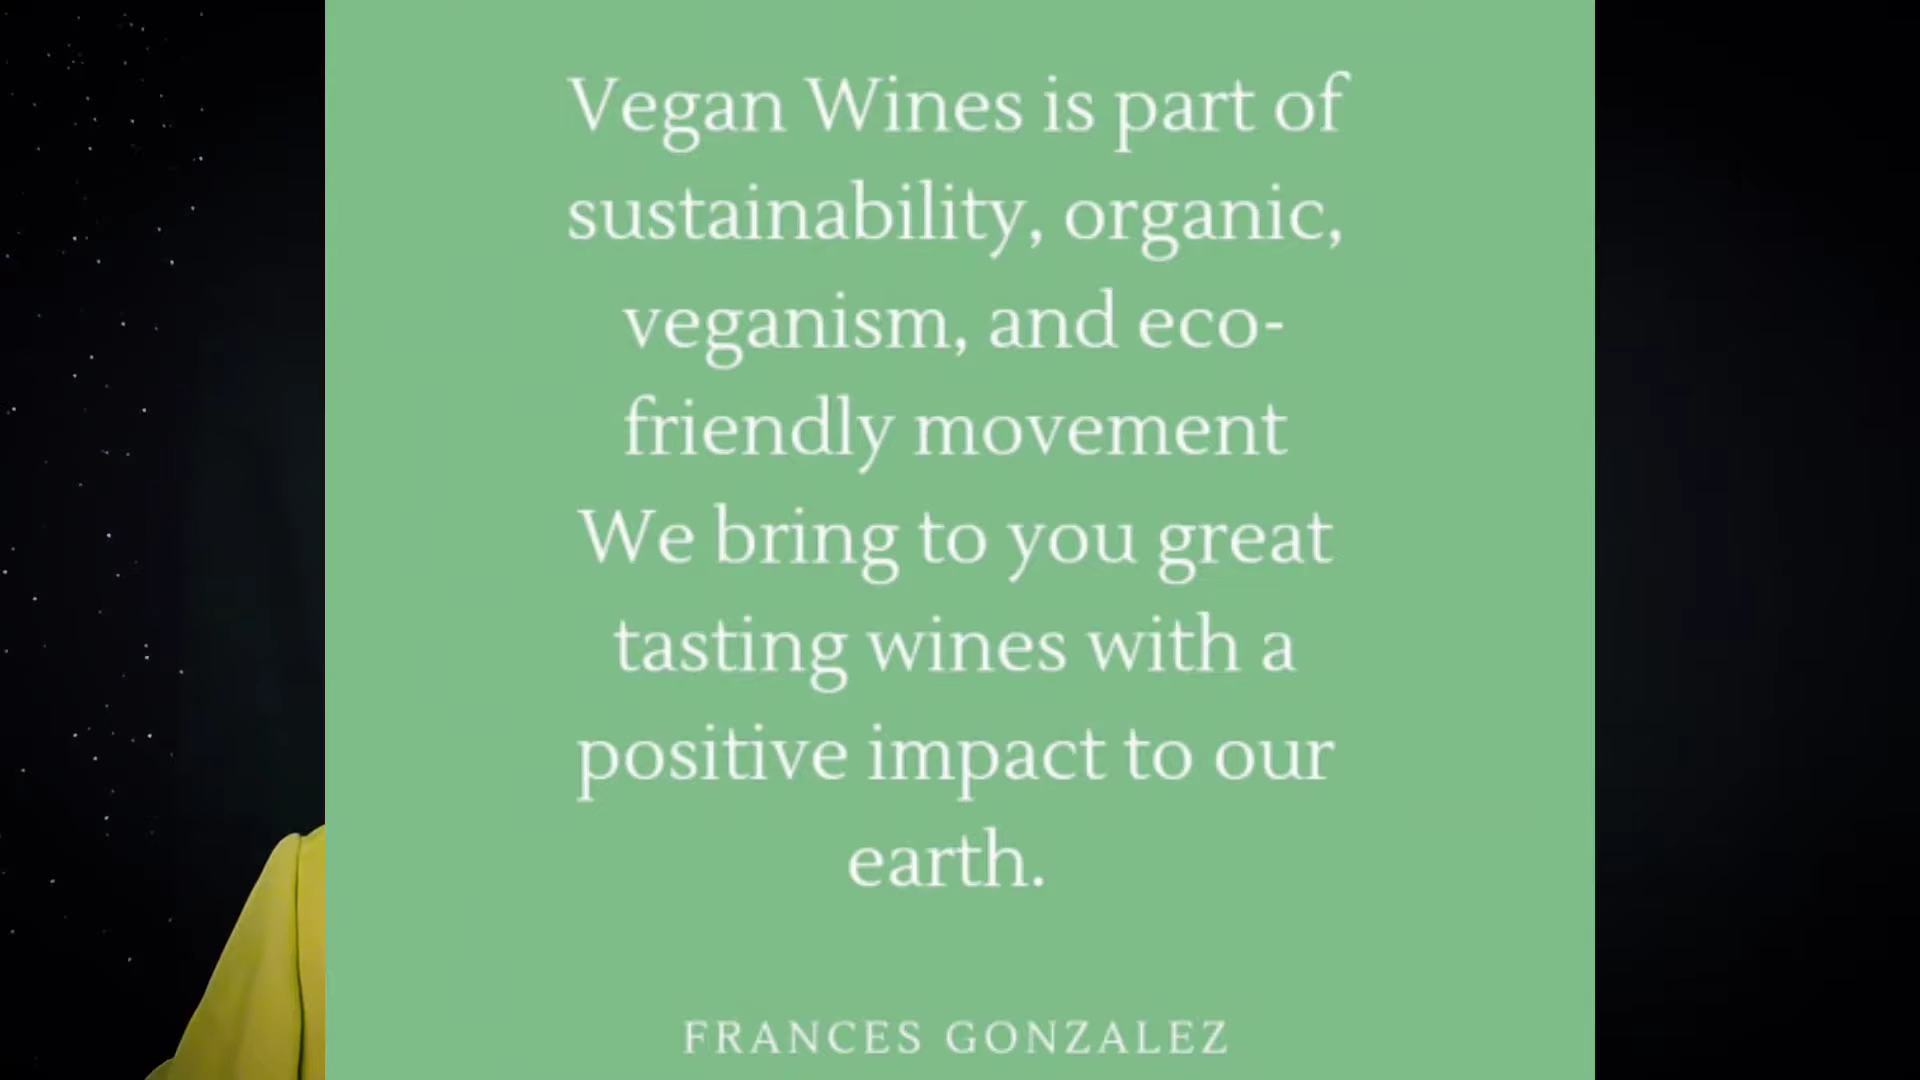 Vegan Wines is part of
sustainability, organic,
veganism, and eco-
friendly movement
We bring to you great
tasting wines with a
positive impact to our
earth.
FRANCES GONZALEZ